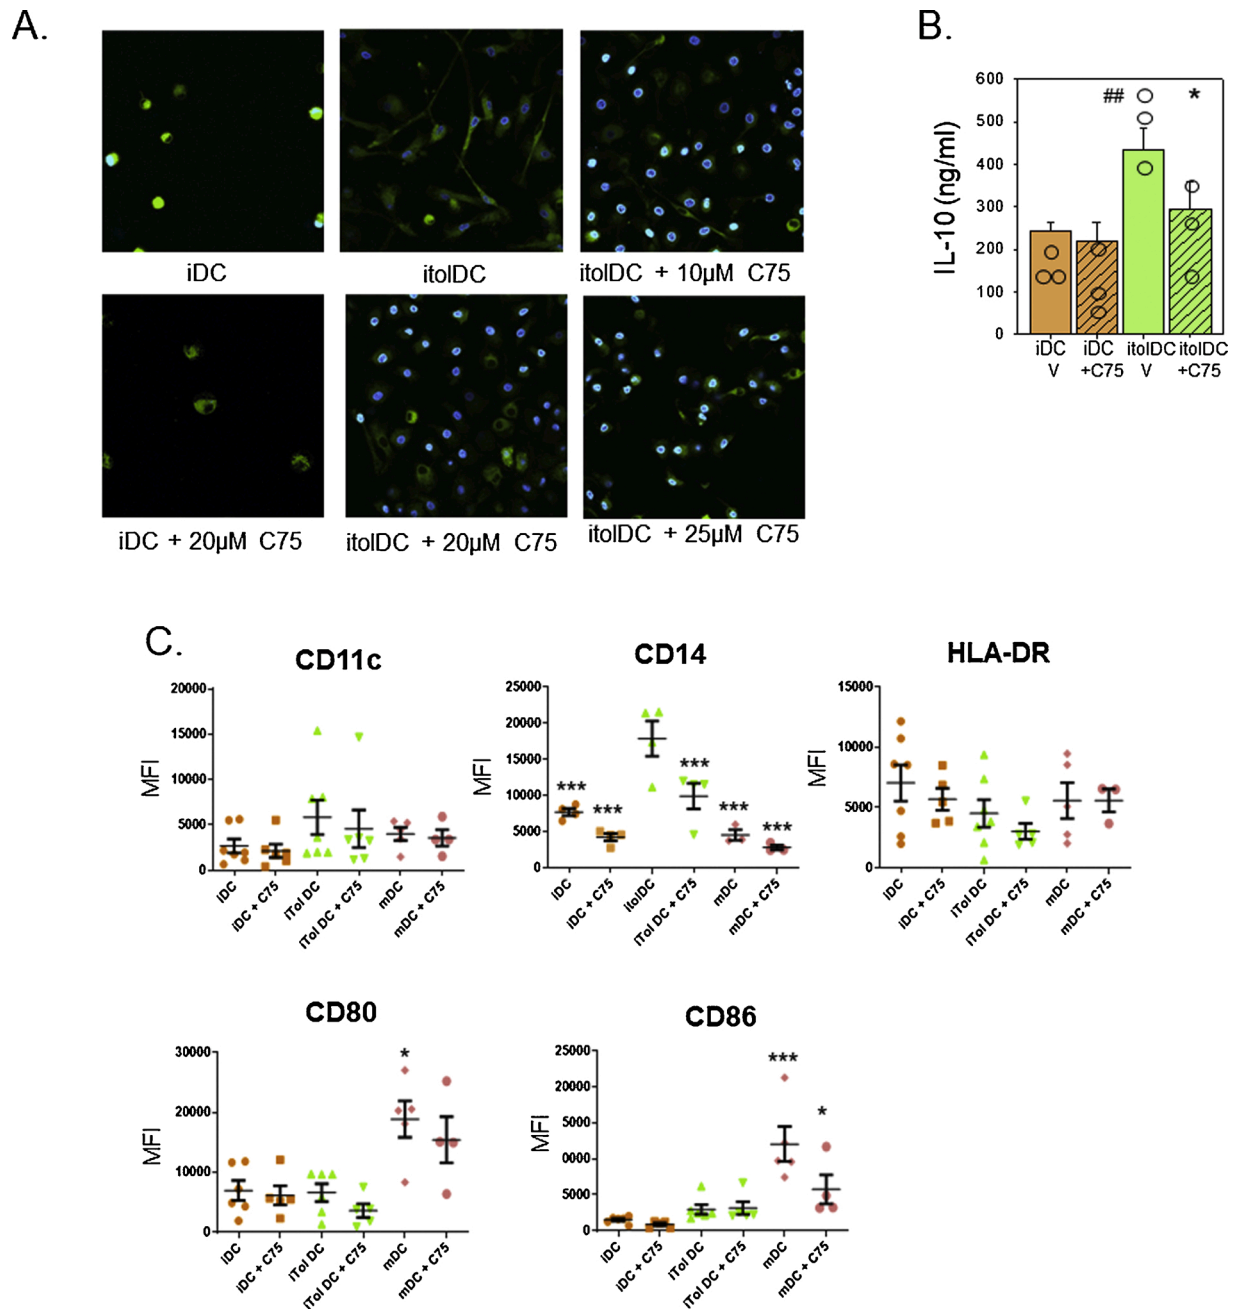 A.
iDC
itolDC
itolDC + 10µM C75
iDC + 20µM C75
itolDC + 20µM C75
itolDC + 25µM C75
B.
IL-10 (ng/ml)
600
500
400
300
200
100
0
##
*
iDC
V
iDC
+C75
itolDC
V
itolDC
+C75
C.
CD11c
MFI
20000
15000
10000
5000
0
iDC
iDC + C75
iTol DC
iTol DC + C75
mDC
mDC + C75
CD14
MFI
25000
20000
15000
10000
5000
0
***
***
***
***
***
iDC
iDC + C75
itolDC
iTol DC + C75
mDC
mDC + C75
HLA-DR
MFI
15000
10000
5000
0
iDC
iDC + C75
iTol DC
iTol DC + C75
mDC
mDC + C75
CD80
MFI
30000
20000
10000
0
*
iDC
iDC + C75
iTol DC
iTol DC + C75
mDC
mDC + C75
CD86
MFI
25000
20000
5000
0000
5000
0
***
*
iDC
iDC + C75
iTol DC
iTol DC + C75
mDC
mDC + C75